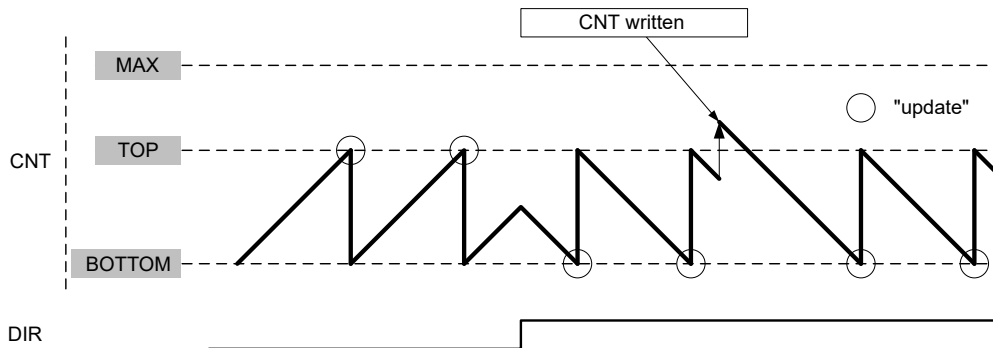 CNT written
MAX
"update"
TOP
CNT
BOTTOM
DIR